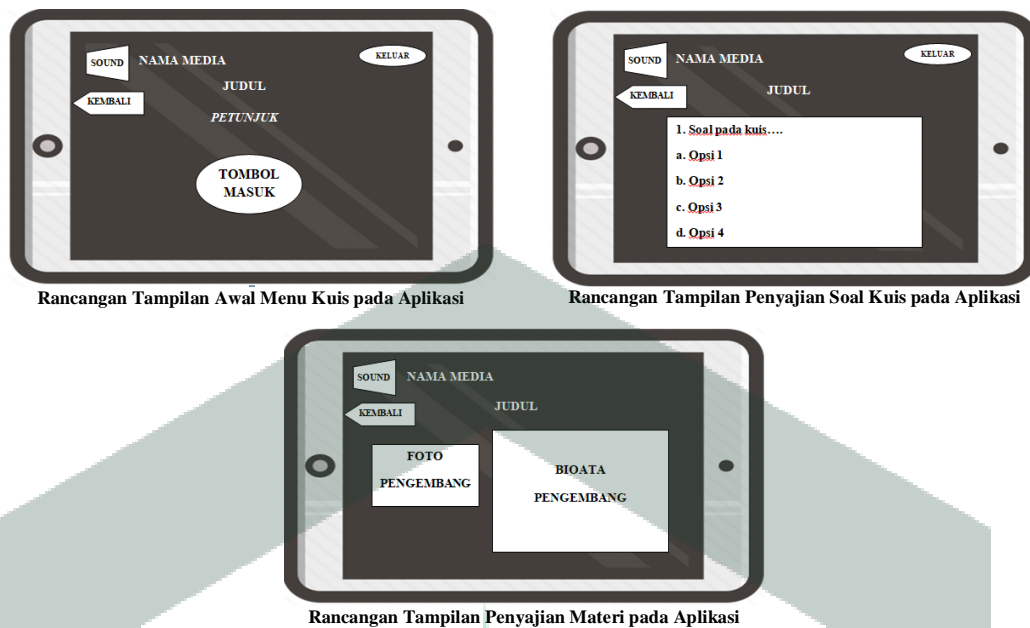 SOUND
NAMA MEDIA
KELUAR
JUDUL
KEMBALI
PETUNJUK
TOMBOL
MASUK
Rancangan Tampilan Awal Menu Kuis pada Aplikasi
SOUND
NAMA MEDIA
KELUAR
KEMBALI
JUDUL
1. Soal pada kuis….
a. Opsi 1
b. Opsi 2
c. Opsi 3
d. Opsi 4
Rancangan Tampilan Penyajian Soal Kuis pada Aplikasi
SOUND
NAMA MEDIA
KEMBALI
JUDUL
FOTO
PENGEMBANG
BIOATA
PENGEMBANG
Rancangan Tampilan Penyajian Materi pada Aplikasi